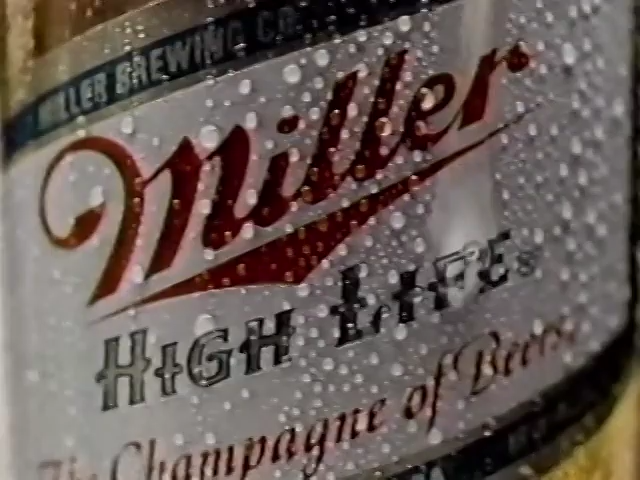 MILLER BREWING CO.
Miller
HIGH LIFE®
The Champagne of Beers